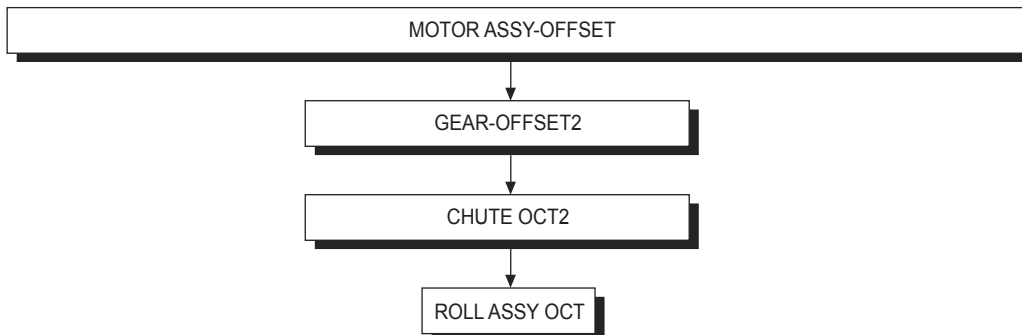 MOTOR ASSY-OFFSET
GEAR-OFFSET2
CHUTE OCT2
ROLL ASSY OCT